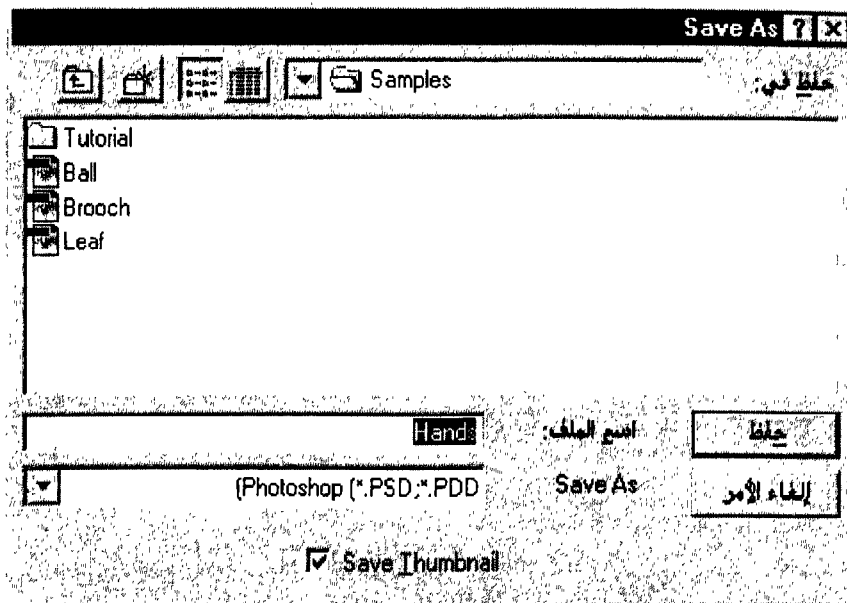 Save As
حفظ في: Samples
Tutorial
Ball
Brooch
Leaf
اسم الملف: Hands
حفظ
Save As (Photoshop (*.PSD;*.PDD
إلغاء الأمر
Save Thumbnail